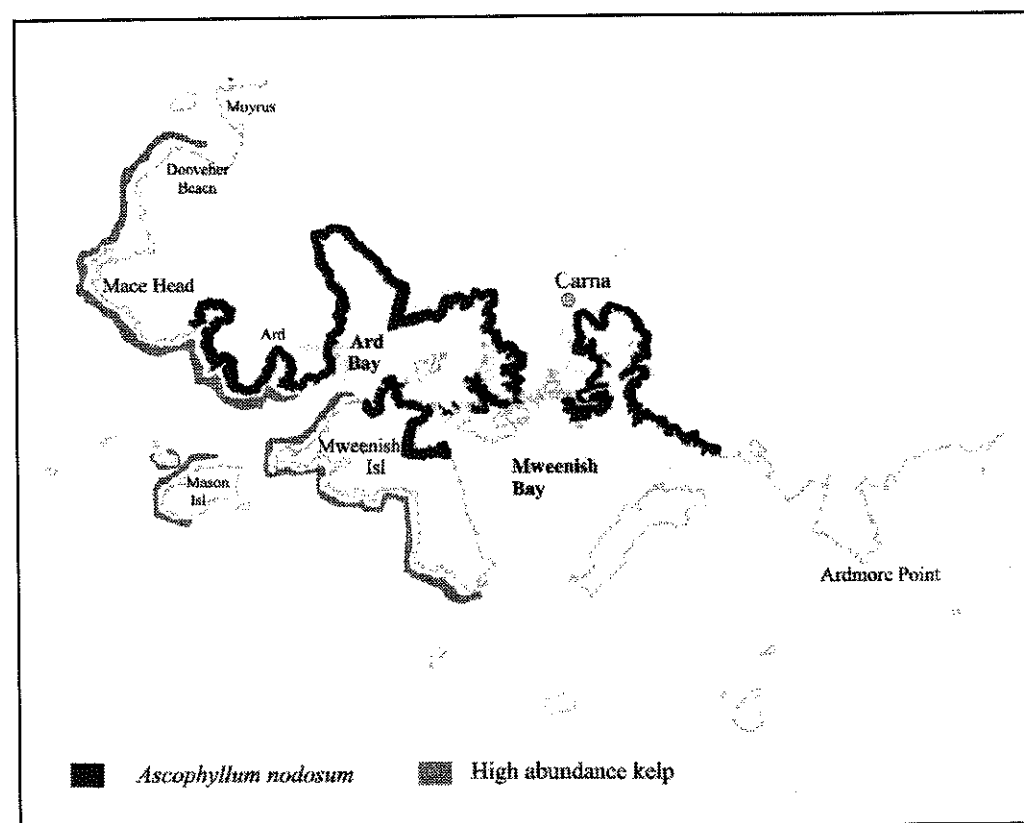 Moyrus
Dooveher
Beach
Mace Head
Carna
Ard
Ard
Bay
Mweenish
Isl
Mweenish
Bay
Mason
Isl
Ardmore Point
Ascophyllum nodosum
High abundance kelp